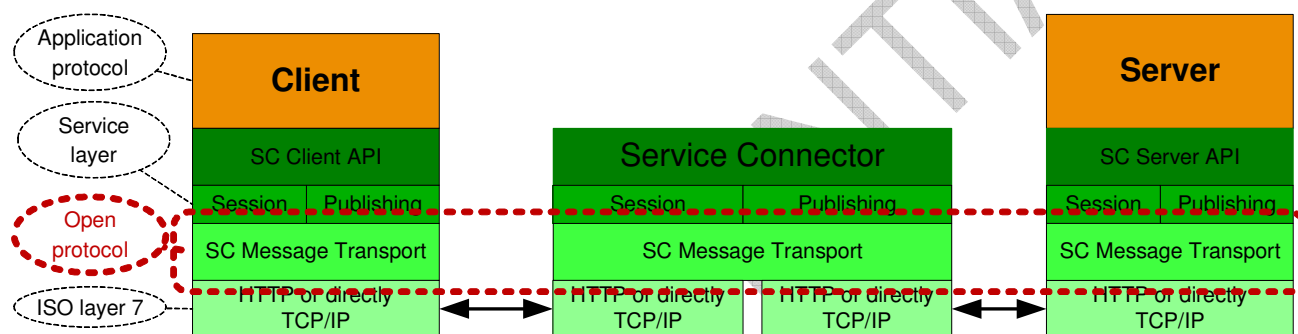 Application
protocol
Service
layer
Open
protocol
ISO layer 7
Client
SC Client API
Session
Publishing
SC Message Transport
HTTP or directly
TCP/IP
Service Connector
Session
Publishing
SC Message Transport
HTTP or directly
TCP/IP
HTTP or directly
TCP/IP
Server
SC Server API
Session
Publishing
SC Message Transport
HTTP or directly
TCP/IP